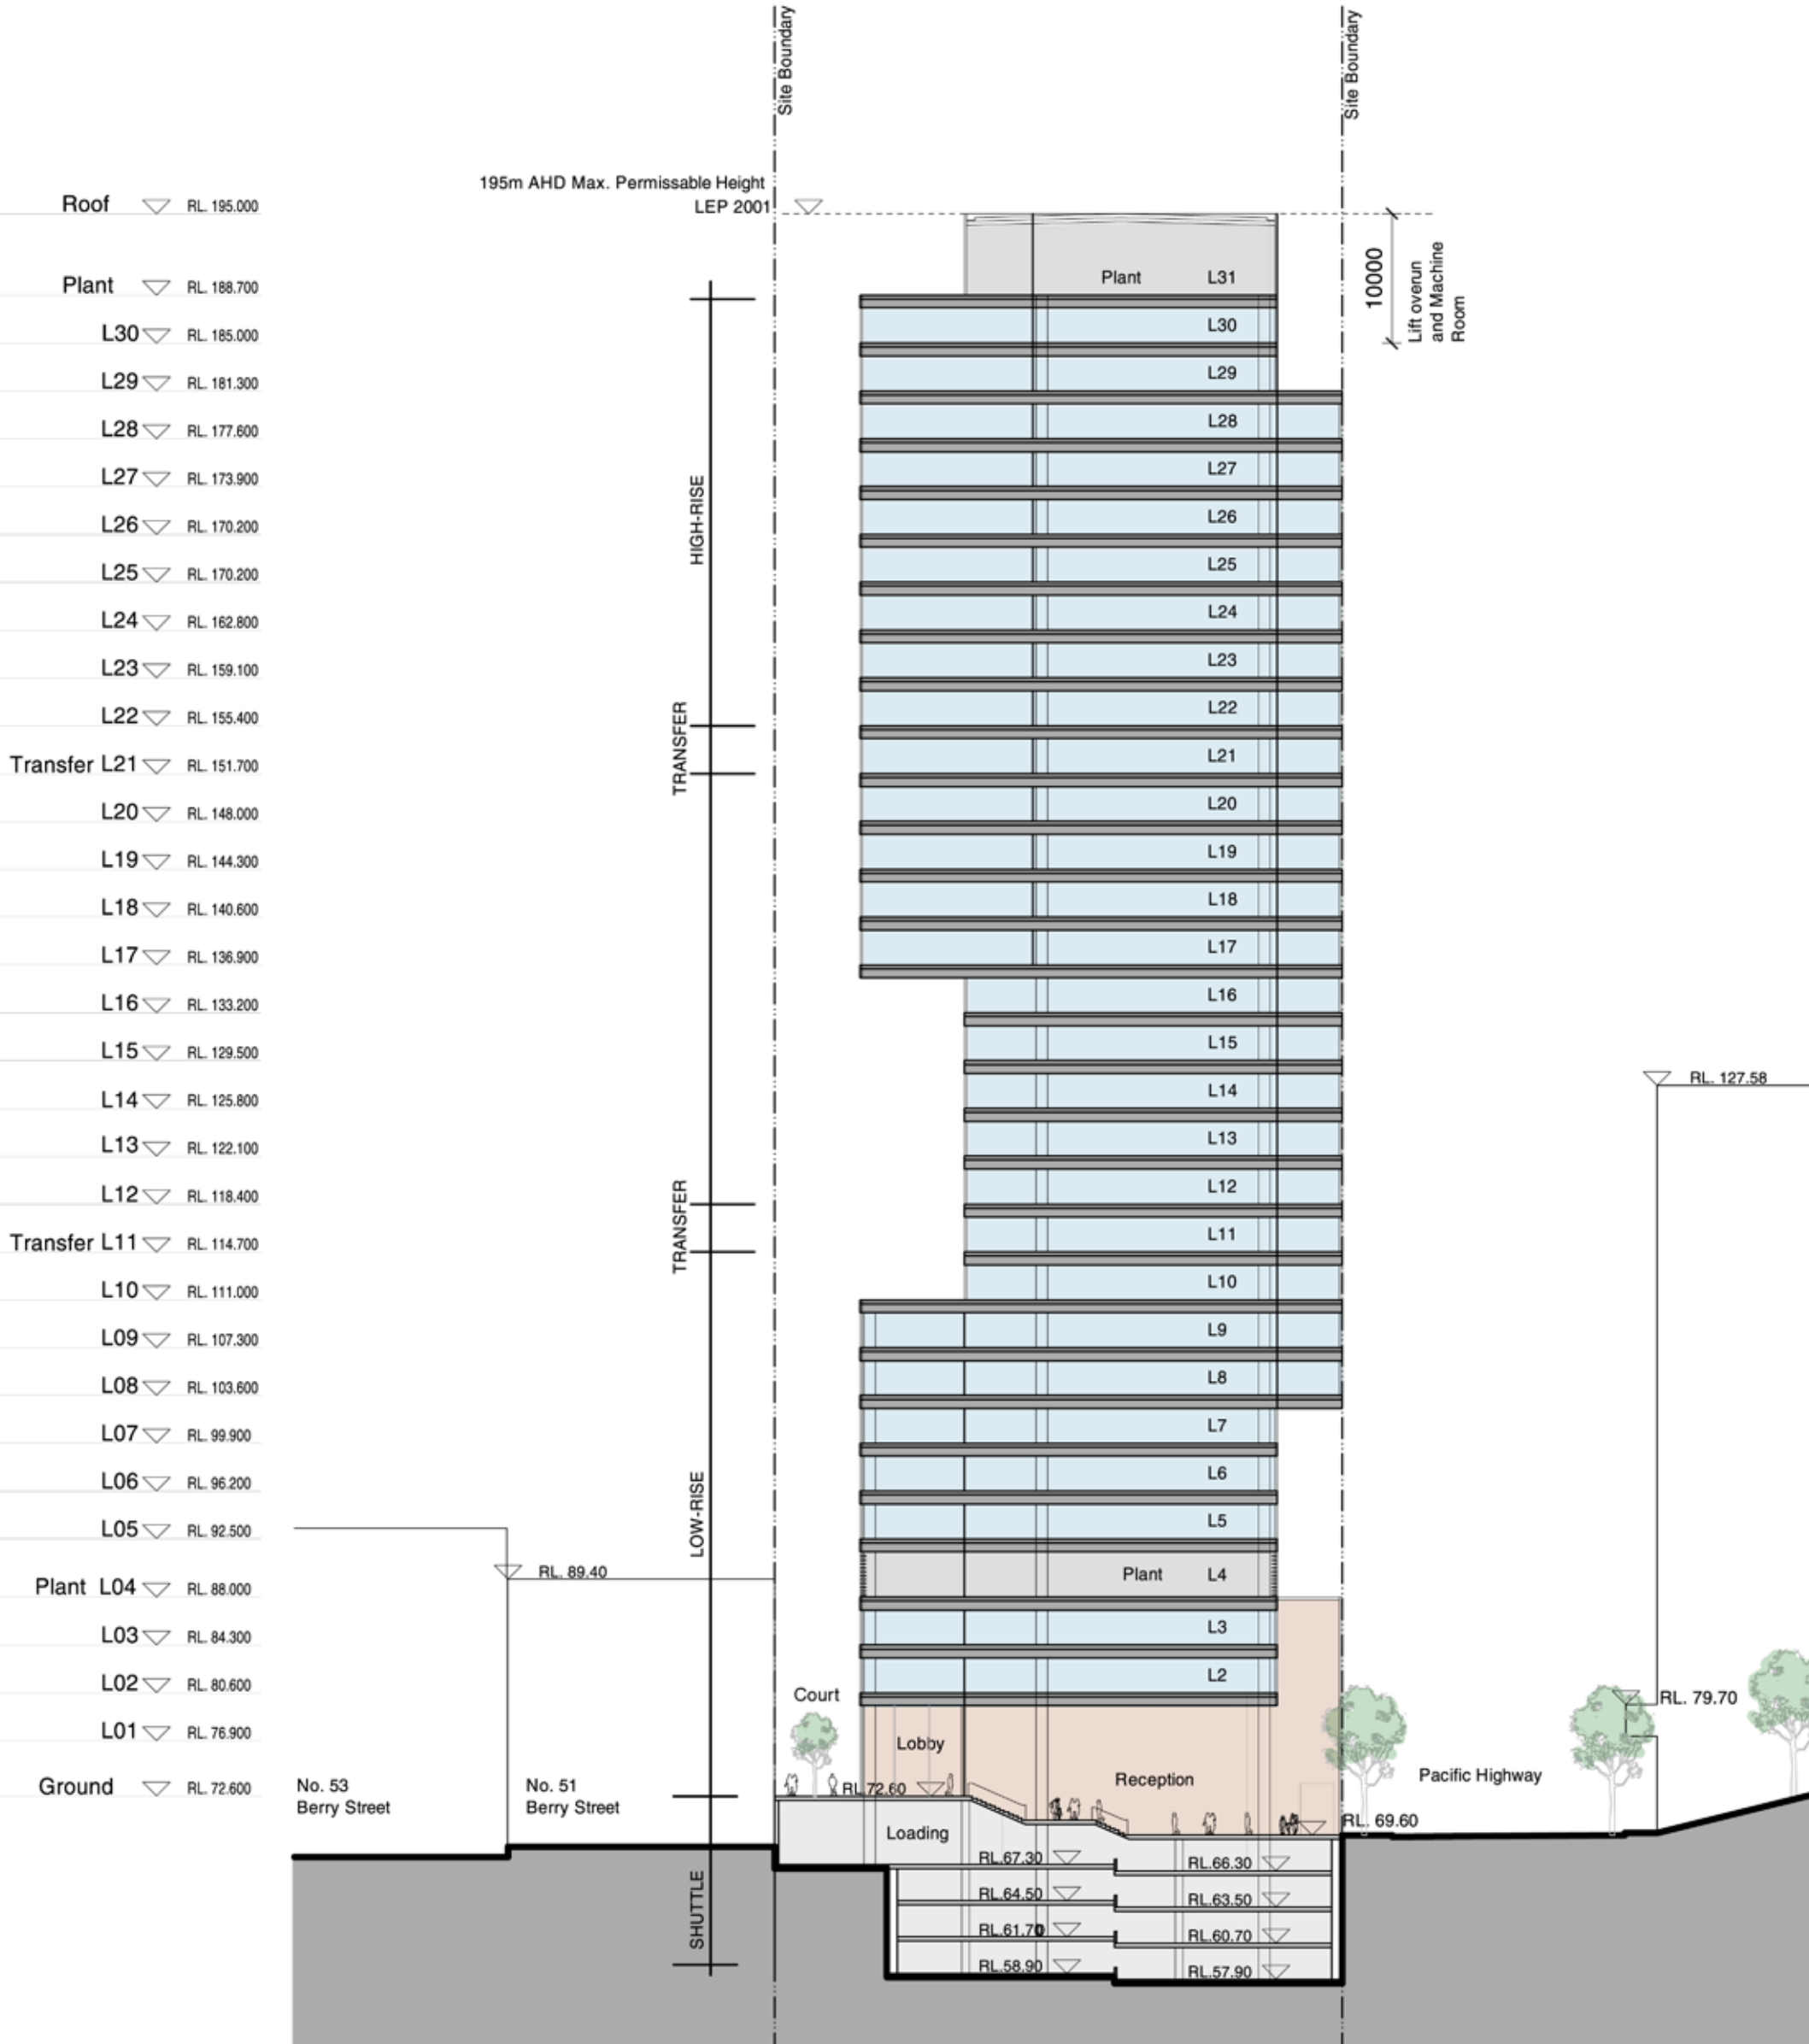 Site Boundary
Site Boundary
195m AHD Max. Permissable Height
LEP 2001
Roof RL. 195.000
10000
Lift overun
and Machine
Room
Plant RL. 188.700
Plant L31
L30 RL. 185.000
L30
L29 RL. 181.300
L29
L28 RL. 177.600
L28
L27 RL. 173.900
L27
HIGH-RISE
L26 RL. 170.200
L26
L25 RL. 170.200
L25
L24 RL. 162.800
L24
L23 RL. 159.100
L23
L22 RL. 155.400
L22
TRANSFER
Transfer L21 RL. 151.700
L21
L20 RL. 148.000
L20
L19 RL. 144.300
L19
L18 RL. 140.600
L18
L17 RL. 136.900
L17
L16 RL. 133.200
L16
L15 RL. 129.500
L15
RL. 127.58
L14 RL. 125.800
L14
L13 RL. 122.100
L13
L12 RL. 118.400
L12
TRANSFER
Transfer L11 RL. 114.700
L11
L10 RL. 111.000
L10
L09 RL. 107.300
L9
L08 RL. 103.600
L8
L07 RL. 99.900
L7
L06 RL. 96.200
L6
LOW-RISE
L05 RL. 92.500
L5
RL. 89.40
Plant L04 RL. 88.000
Plant L4
L03 RL. 84.300
L3
L02 RL. 80.600
L2
Court
RL. 79.70
L01 RL. 76.900
Lobby
Reception
Pacific Highway
Ground RL. 72.600
No. 53
Berry Street
No. 51
Berry Street
RL.72.60
RL. 69.60
Loading
SHUTTLE
RL.67.30
RL.66.30
RL.64.50
RL.63.50
RL.61.70
RL.60.70
RL.58.90
RL.57.90